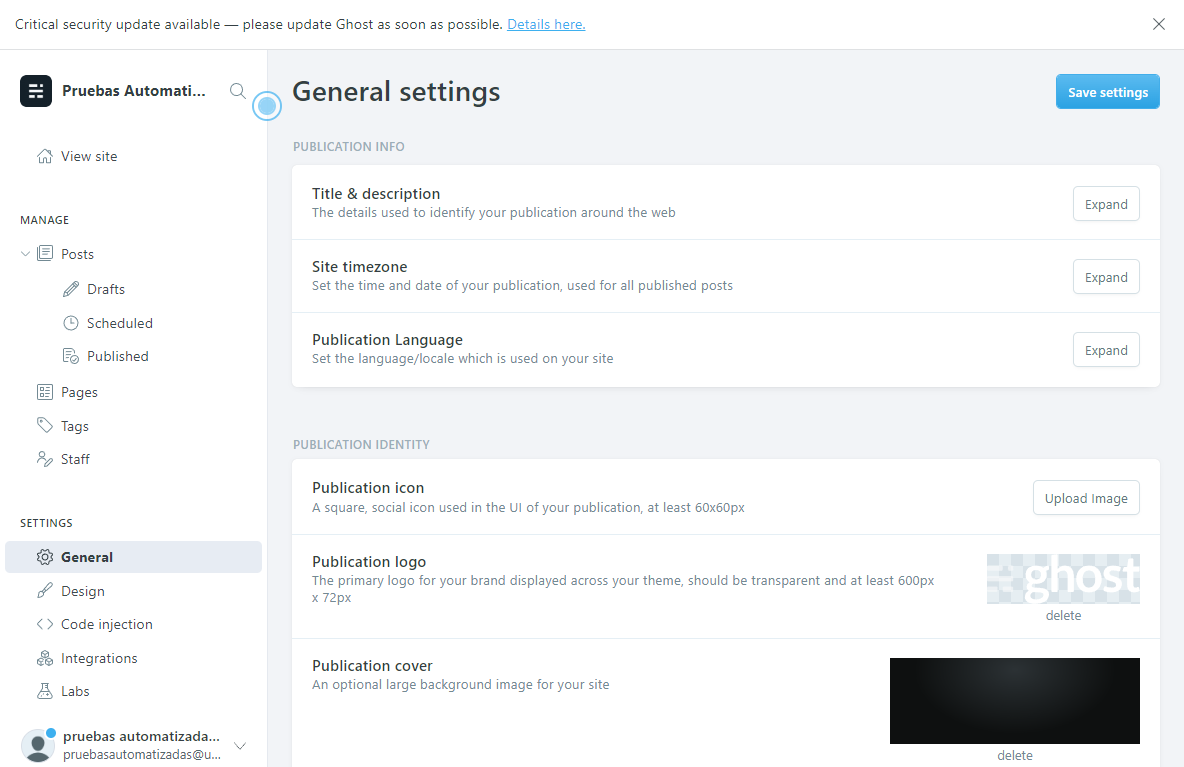 Critical security update available — please update Ghost as soon as possible. Details here.
Pruebas Automati...
General settings
Save settings
View site
MANAGE
Posts
Drafts
Scheduled
Published
Pages
Tags
Staff
SETTINGS
General
Design
Code injection
Integrations
Labs
pruebas automatizada...
pruebasautomatizadas@u...
PUBLICATION INFO
Title & description
The details used to identify your publication around the web
Expand
Site timezone
Set the time and date of your publication, used for all published posts
Expand
Publication Language
Set the language/locale which is used on your site
Expand
PUBLICATION IDENTITY
Publication icon
A square, social icon used in the UI of your publication, at least 60x60px
Upload Image
Publication logo
The primary logo for your brand displayed across your theme, should be transparent and at least 600px
x 72px
ghost
delete
Publication cover
An optional large background image for your site
delete